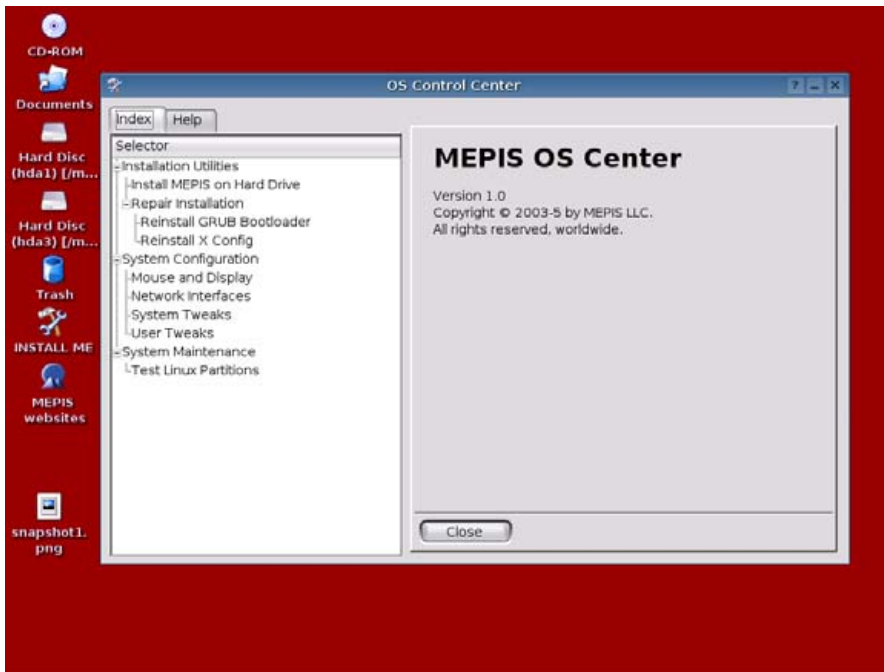 CD-ROM
Documents
Hard Disc
(hda1) [/m...
Hard Disc
(hda3) [/m...
Trash
INSTALL ME
MEPIS
websites
snapshot1.
png
OS Control Center
Index
Help
Selector
Installation Utilities
Install MEPIS on Hard Drive
Repair Installation
Reinstall GRUB Bootloader
Reinstall X Config
System Configuration
Mouse and Display
Network Interfaces
System Tweaks
User Tweaks
System Maintenance
Test Linux Partitions
MEPIS OS Center
Version 1.0
Copyright © 2003-5 by MEPIS LLC.
All rights reserved, worldwide.
Close